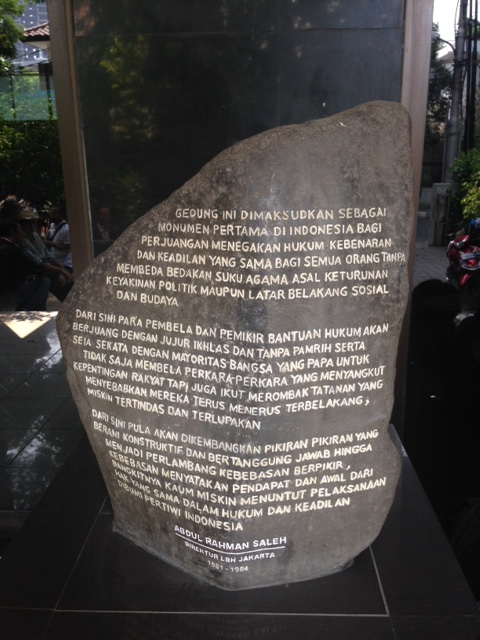 GEDUNG INI DIMAKSUDKAN SEBAGAI
MONUMEN PERTAMA DI INDONESIA BAGI
PERJUANGAN MENEGAKAN HUKUM KEBENARAN
DAN KEADILAN YANG SAMA BAGI SEMUA ORANG TANPA
MEMBEDA BEDAKAN SUKU AGAMA ASAL KETURUNAN
KEYAKINAN POLITIK MAUPUN LATAR BELAKANG SOSIAL
DAN BUDAYA
DARI SINI PARA PEMBELA DAN PEMIKIR BANTUAN HUKUM AKAN
BERJUANG DENGAN JUJUR IKHLAS DAN TANPA PAMRIH SERTA
SEIA SEKATA DENGAN MAYORITAS BANGSA YANG PAPA UNTUK
TIDAK SAJA MEMBELA PERKARA-PERKARA YANG MENYANGKUT
KEPENTINGAN RAKYAT TAPI JUGA IKUT MEROMBAK TATANAN YANG
MENYEBABKAN MEREKA TERUS MENERUS TERBELAKANG,
MISKIN TERTINDAS DAN TERLUPAKAN
DARI SINI PULA AKAN DIKEMBANGKAN PIKIRAN PIKIRAN YANG
BERANI KONSTRUKTIF DAN BERTANGGUNG JAWAB HINGGA
MENJADI PERLAMBANG KEBEBASAN BERPIKIR,
KEBEBASAN MENYATAKAN PENDAPAT DAN AWAL DARI
BANGKITNYA KAUM MISKIN MENUNTUT PELAKSANAAN
HAK YANG SAMA DALAM HUKUM DAN KEADILAN
DIBUMI PERTIWI INDONESIA
ABDUL RAHMAN SALEH
DIREKTUR LBH JAKARTA
1981 - 1984